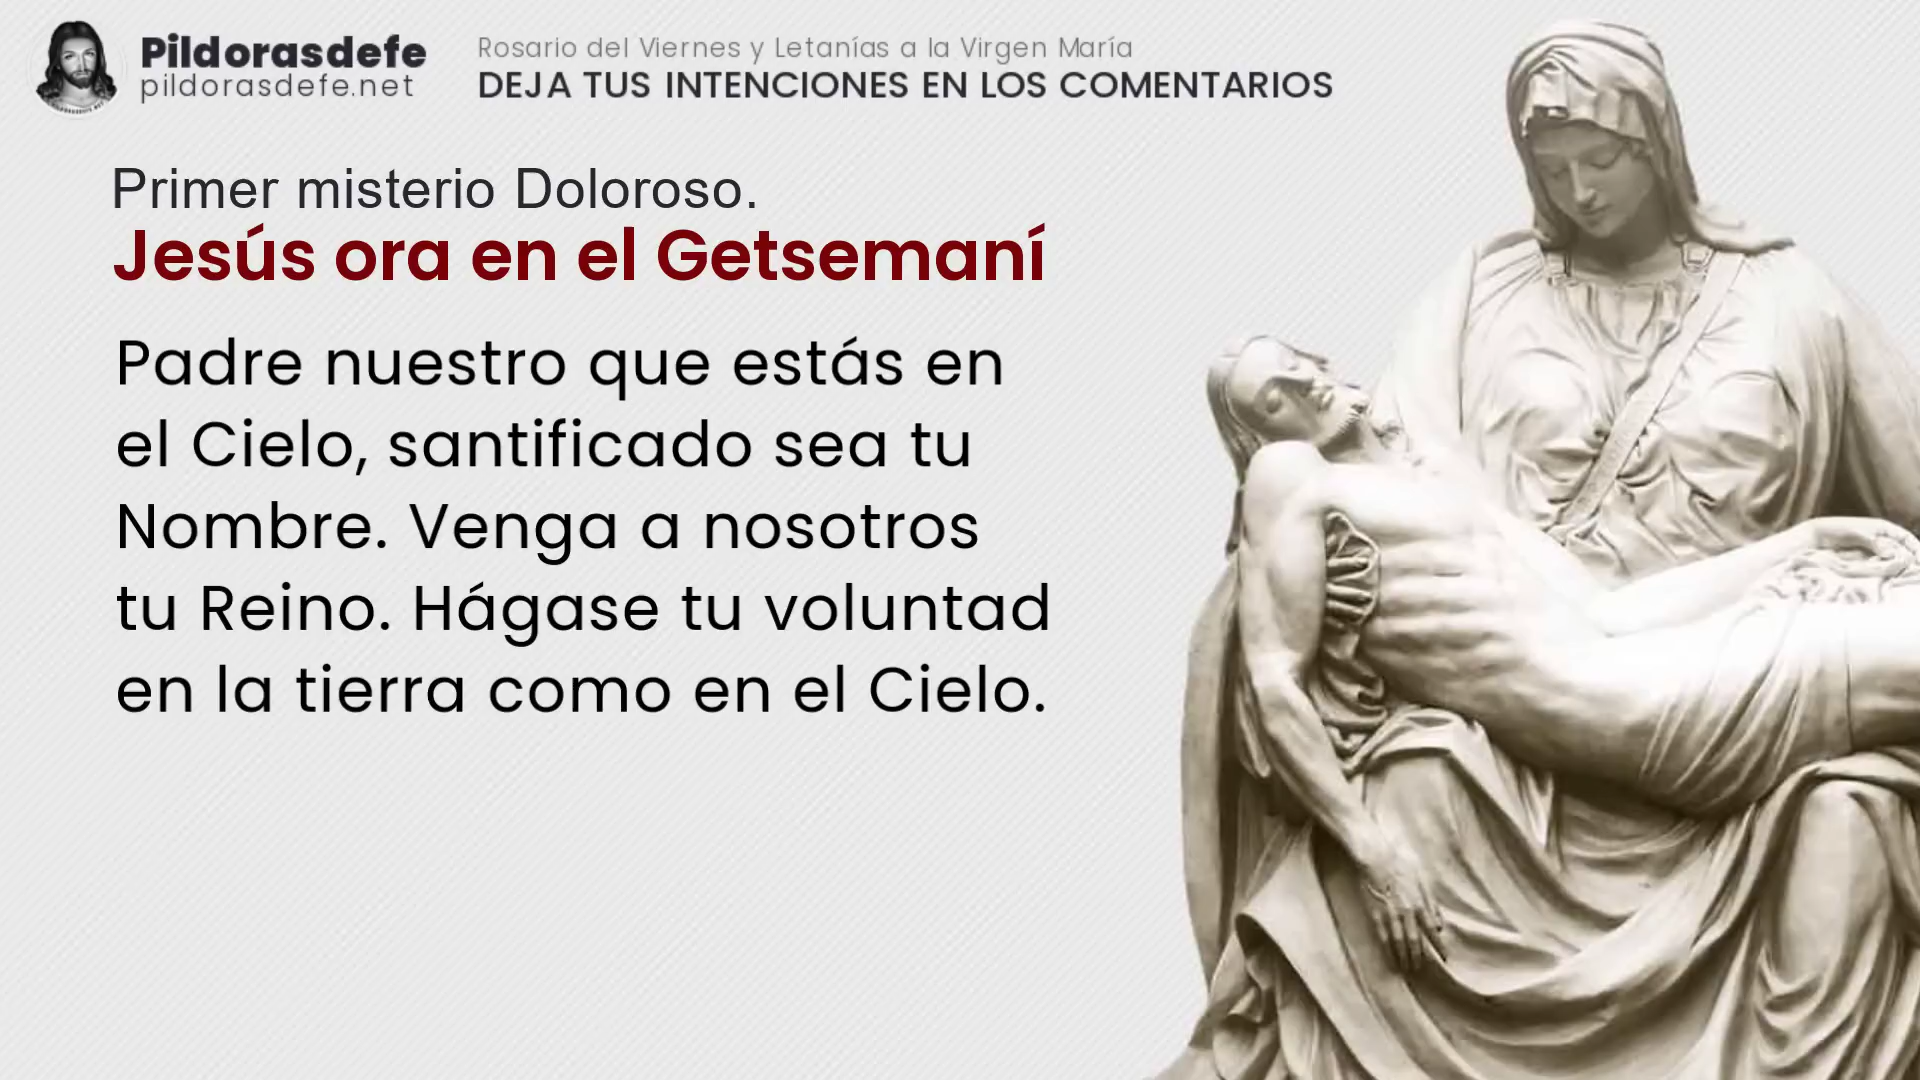 Pildorasdefe
pildorasdefe.net
Rosario del Viernes y Letanías a la Virgen María
DEJA TUS INTENCIONES EN LOS COMENTARIOS
Primer misterio Doloroso.
Jesús ora en el Getsemaní
Padre nuestro que estás en
el Cielo, santificado sea tu
Nombre. Venga a nosotros
tu Reino. Hágase tu voluntad
en la tierra como en el Cielo.